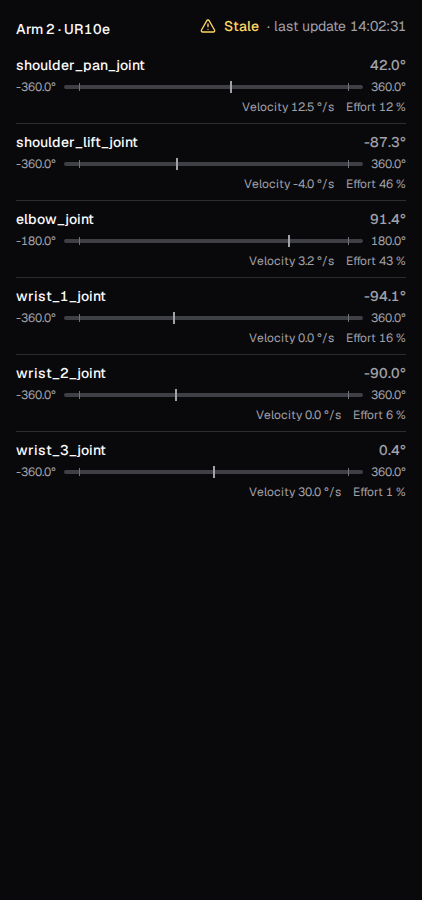 Arm 2 · UR10e
Stale · last update 14:02:31
shoulder_pan_joint 42.0°
-360.0° 360.0°
Velocity 12.5 °/s Effort 12 %
shoulder_lift_joint -87.3°
-360.0° 360.0°
Velocity -4.0 °/s Effort 46 %
elbow_joint 91.4°
-180.0° 180.0°
Velocity 3.2 °/s Effort 43 %
wrist_1_joint -94.1°
-360.0° 360.0°
Velocity 0.0 °/s Effort 16 %
wrist_2_joint -90.0°
-360.0° 360.0°
Velocity 0.0 °/s Effort 6 %
wrist_3_joint 0.4°
-360.0° 360.0°
Velocity 30.0 °/s Effort 1 %